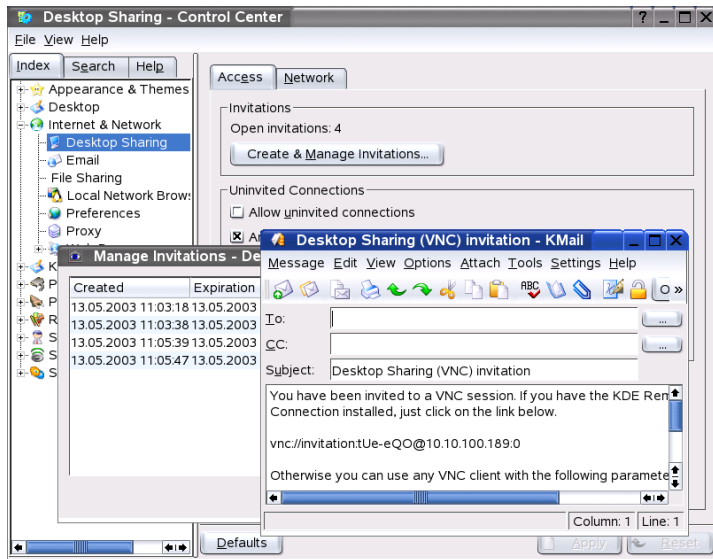 Desktop Sharing - Control Center
File View Help
Index Search Help
Appearance & Themes
Desktop
Internet & Network
Desktop Sharing
Email
File Sharing
Local Network Brow
Preferences
Proxy
K
P
P
R
S
S
S
Access Network
Invitations
Open invitations: 4
Create & Manage Invitations...
Uninvited Connections
Allow uninvited connections
Manage Invitations - De
Created Expiration
13.05.2003 11:03:18 13.05.2003
13.05.2003 11:03:38 13.05.2003
13.05.2003 11:05:39 13.05.2003
13.05.2003 11:05:47 13.05.2003
Desktop Sharing (VNC) invitation - KMail
Message Edit View Options Attach Tools Settings Help
ABC
To: ...
CC: ...
Subject: Desktop Sharing (VNC) invitation
You have been invited to a VNC session. If you have the KDE Rem
Connection installed, just click on the link below.
vnc://invitation:tUe-eQO@10.10.100.189:0
Otherwise you can use any VNC client with the following paramete
Column: 1 Line: 1
Defaults Apply Reset